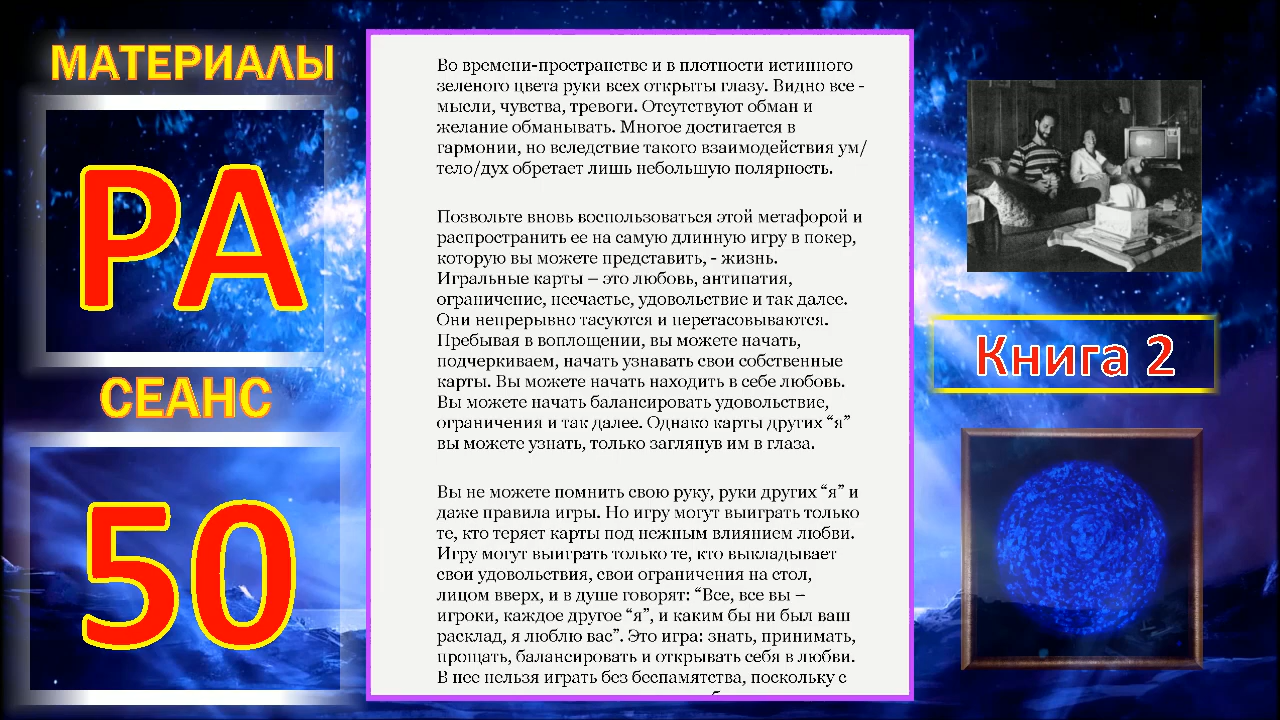 МАТЕРИАЛЫ
РА
СЕАНС
50
Во времени-пространстве и в плотности истинного
зеленого цвета руки всех открыты глазу. Видно все -
мысли, чувства, тревоги. Отсутствуют обман и
желание обманывать. Многое достигается в
гармонии, но вследствие такого взаимодействия ум/
тело/дух обретает лишь небольшую полярность.
Позвольте вновь воспользоваться этой метафорой и
распространить ее на самую длинную игру в покер,
которую вы можете представить, - жизнь.
Игральные карты – это любовь, антипатия,
ограничение, несчастье, удовольствие и так далее.
Они непрерывно тасуются и перетасовываются.
Пребывая в воплощении, вы можете начать,
подчеркиваем, начать узнавать свои собственные
карты. Вы можете начать находить в себе любовь.
Вы можете начать балансировать удовольствие,
ограничения и так далее. Однако карты других “я”
вы можете узнать, только заглянув им в глаза.
Вы не можете помнить свою руку, руки других “я” и
даже правила игры. Но игру могут выиграть только
те, кто теряет карты под нежным влиянием любви.
Игру могут выиграть только те, кто выкладывает
свои удовольствия, свои ограничения на стол,
лицом вверх, и в душе говорят: “Все, все вы –
игроки, каждое другое “я”, и каким бы ни был ваш
расклад, я люблю вас”. Это игра: знать, принимать,
прощать, балансировать и открывать себя в любви.
В нее нельзя играть без беспамятства, поскольку с
Книга 2